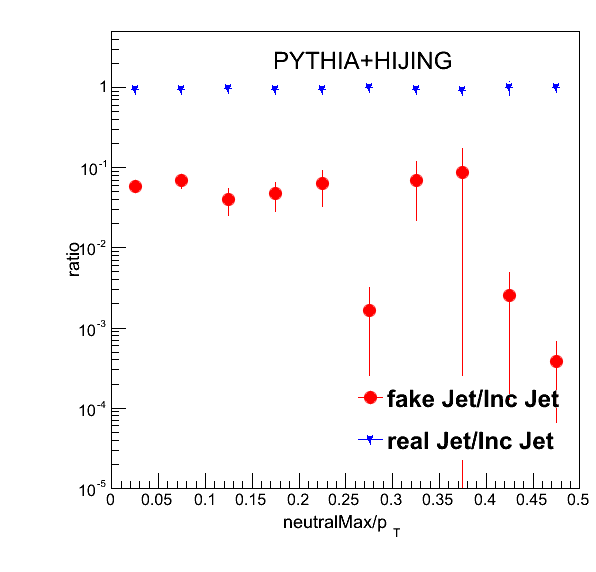 PYTHIA+HIJING
1
10-1
10-2
ratio
10-3
10-4
10-5
fake Jet/Inc Jet
real Jet/Inc Jet
0 0.05 0.1 0.15 0.2 0.25 0.3 0.35 0.4 0.45 0.5
neutralMax/p T